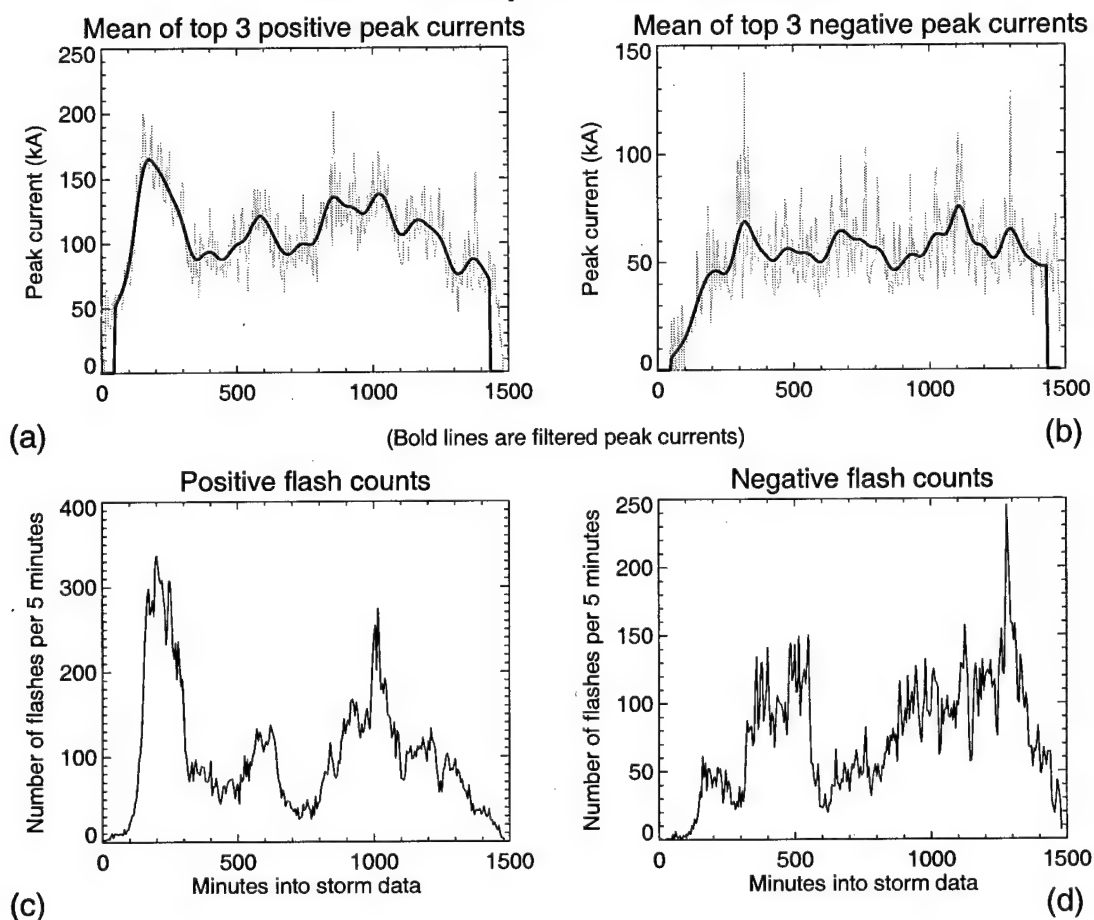 Mean of top 3 positive peak currents
Peak current (kA)
250
200
150
100
50
0
0 500 1000 1500
(a)
Mean of top 3 negative peak currents
Peak current (kA)
150
100
50
0
0 500 1000 1500
(b)
(Bold lines are filtered peak currents)
Positive flash counts
Number of flashes per 5 minutes
400
300
200
100
0
0 500 1000 1500
Minutes into storm data
(c)
Negative flash counts
Number of flashes per 5 minutes
250
200
150
100
50
0
0 500 1000 1500
Minutes into storm data
(d)